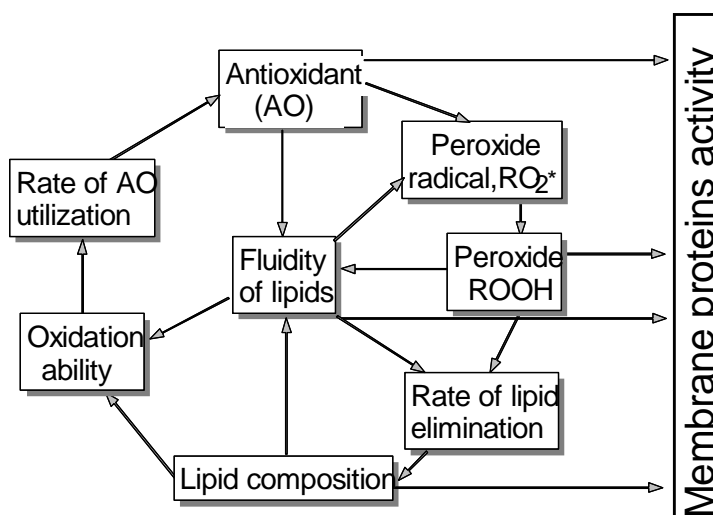 Antioxidant
(AO)
Peroxide
radical,RO2*
Rate of AO
utilization
Fluidity
of lipids
Peroxide
ROOH
Oxidation
ability
Rate of lipid
elimination
Lipid composition
Membrane proteins activity